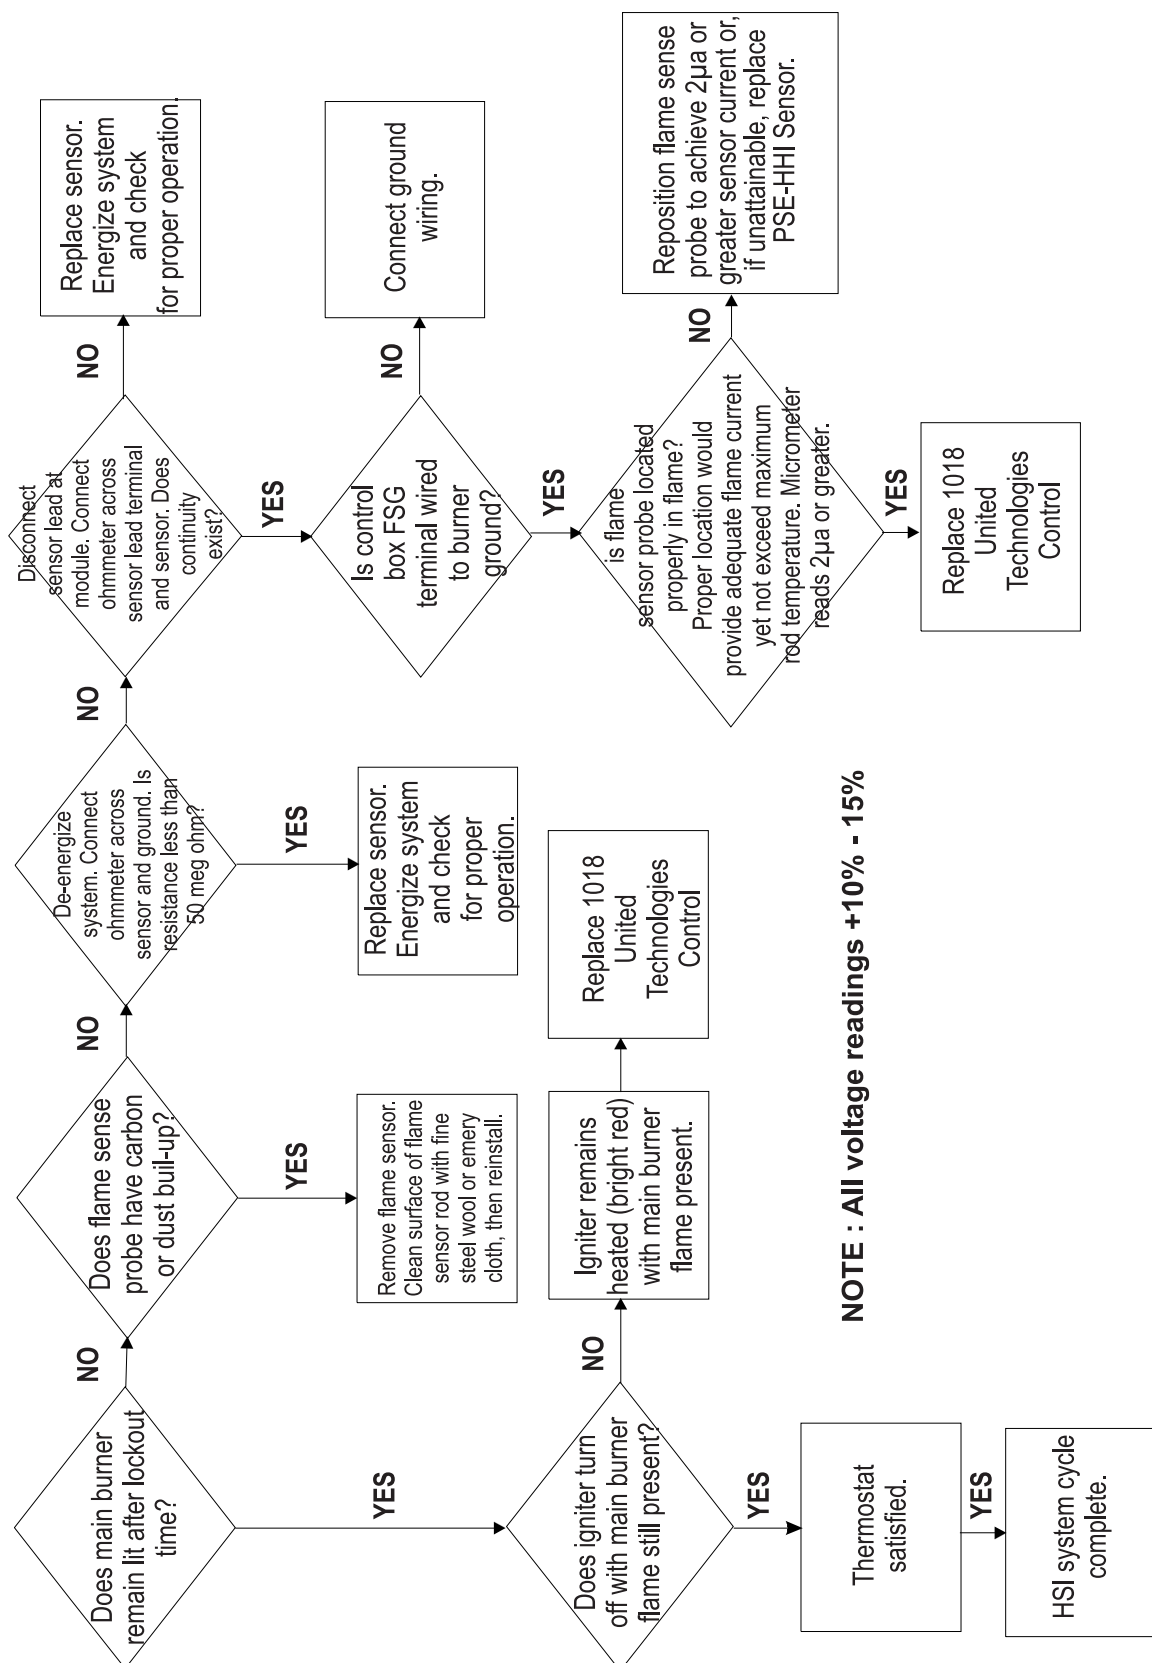 Does main burner
remain lit after lockout
time?
NO
YES
Does flame sense
probe have carbon
or dust buil-up?
NO
YES
Remove flame sensor.
Clean surface of flame
sensor rod with fine
steel wool or emery
cloth, then reinstall.
De-energize
system. Connect
ohmmeter across
sensor and ground. Is
resistance less than
50 meg ohm?
NO
YES
Replace sensor.
Energize system
and check
for proper
operation.
Disconnect
sensor lead at
module. Connect
ohmmeter across
sensor lead terminal
and sensor. Does
continuity
exist?
NO
Replace sensor.
Energize system
and check
for proper operation.
YES
Is control
box FSG
terminal wired
to burner
ground?
NO
Connect ground
wiring.
YES
is flame
sensor probe located
properly in flame?
Proper location would
provide adequate flame current
yet not exceed maximum
rod temperature. Micrometer
reads 2µa or greater.
NO
Reposition flame sense
probe to achieve 2µa or
greater sensor current or,
if unattainable, replace
PSE-HHI Sensor.
YES
Replace 1018
United
Technologies
Control
Does igniter turn
off with main burner
flame still present?
NO
Igniter remains
heated (bright red)
with main burner
flame present.
Replace 1018
United
Technologies
Control
YES
Thermostat
satisfied.
YES
HSI system cycle
complete.
NOTE : All voltage readings +10% - 15%